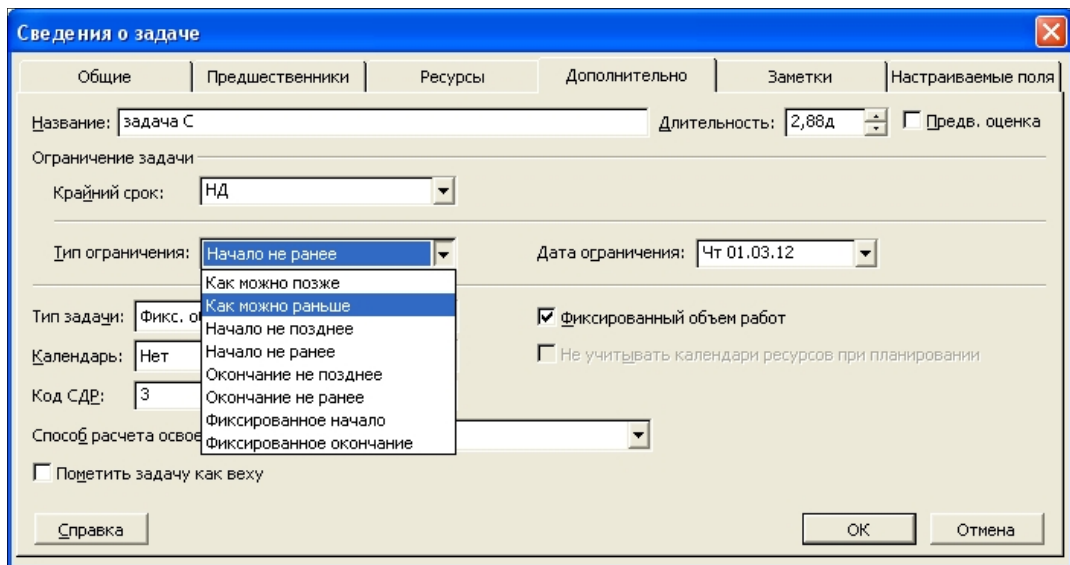 Сведения о задаче
Общие Предшественники Ресурсы Дополнительно Заметки Настраиваемые поля
Название: задача С Длительность: 2,88д Предв. оценка
Ограничение задачи
Крайний срок: НД
Тип ограничения: Начало не ранее Дата ограничения: Чт 01.03.12
Как можно позже
Как можно раньше
Начало не позднее
Начало не ранее
Окончание не позднее
Окончание не ранее
Фиксированное начало
Фиксированное окончание
Тип задачи: Фикс. Фиксированный объем работ
Календарь: Нет Не учитывать календари ресурсов при планировании
Код СДР: 3
Способ расчета
Пометить задачу как веху
Справка ОК Отмена